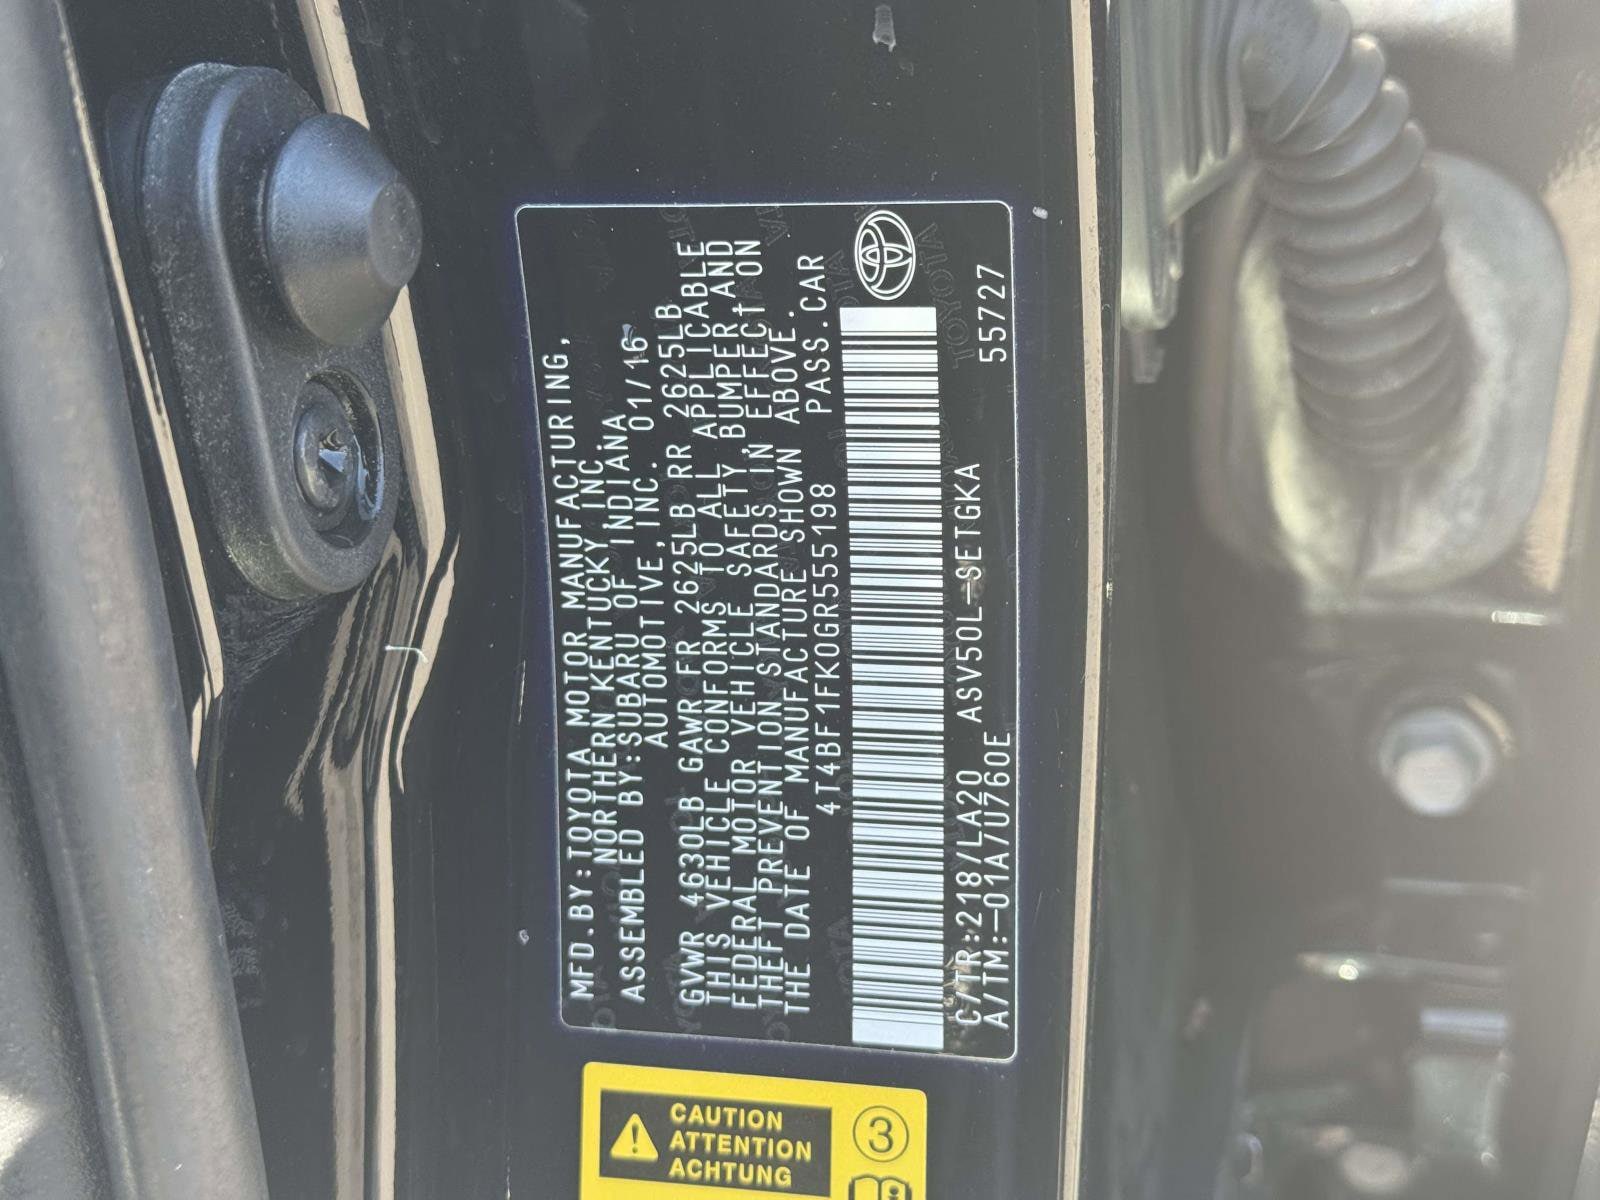 MFD.BY:TOYOTA MOTOR MANUFACTURING,
NORTHERN KENTUCKY,INC.
ASSEMBLED BY:SUBARU OF INDIANA
AUTOMOTIVE,INC. 01/16
GVWR 4630LB GAWR FR 2625LB RR 2625LB
THIS VEHICLE CONFORMS TO ALL APPLICABLE
FEDERAL MOTOR VEHICLE SAFETY,BUMPER,AND
THEFT PREVENTION STANDARDS IN EFFECT ON
THE DATE OF MANUFACTURE SHOWN ABOVE.
4T4BF1FK0GR555198 PASS.CAR
C/TR:218/LA20 ASV50L-SETGKA 55727
A/TM:-01A/U760E
CAUTION
ATTENTION
ACHTUNG
3